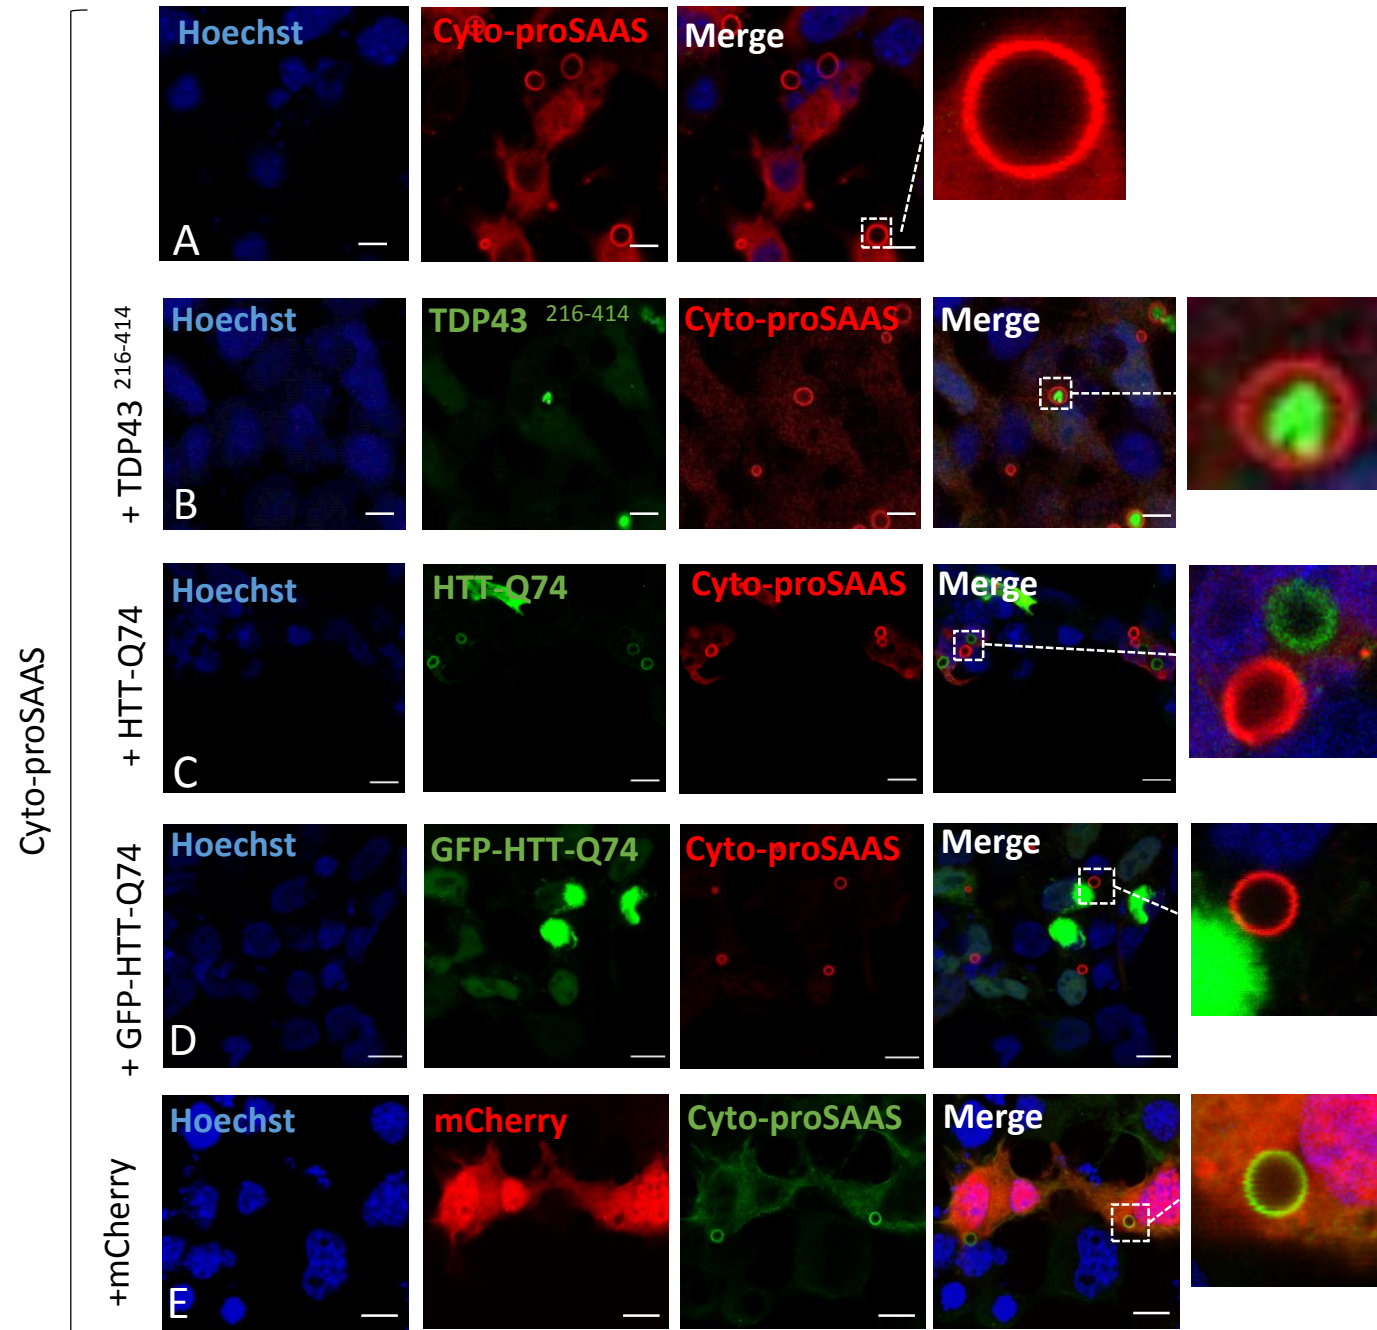 Cyto-proSAAS
Hoechst
Cyto-proSAAS
Merge
A
+ TDP43 216-414
Hoechst
TDP43 216-414
Cyto-proSAAS
Merge
B
+ HTT-Q74
Hoechst
HTT-Q74
Cyto-proSAAS
Merge
C
+ GFP-HTT-Q74
Hoechst
GFP-HTT-Q74
Cyto-proSAAS
Merge
D
+mCherry
Hoechst
mCherry
Cyto-proSAAS
Merge
E